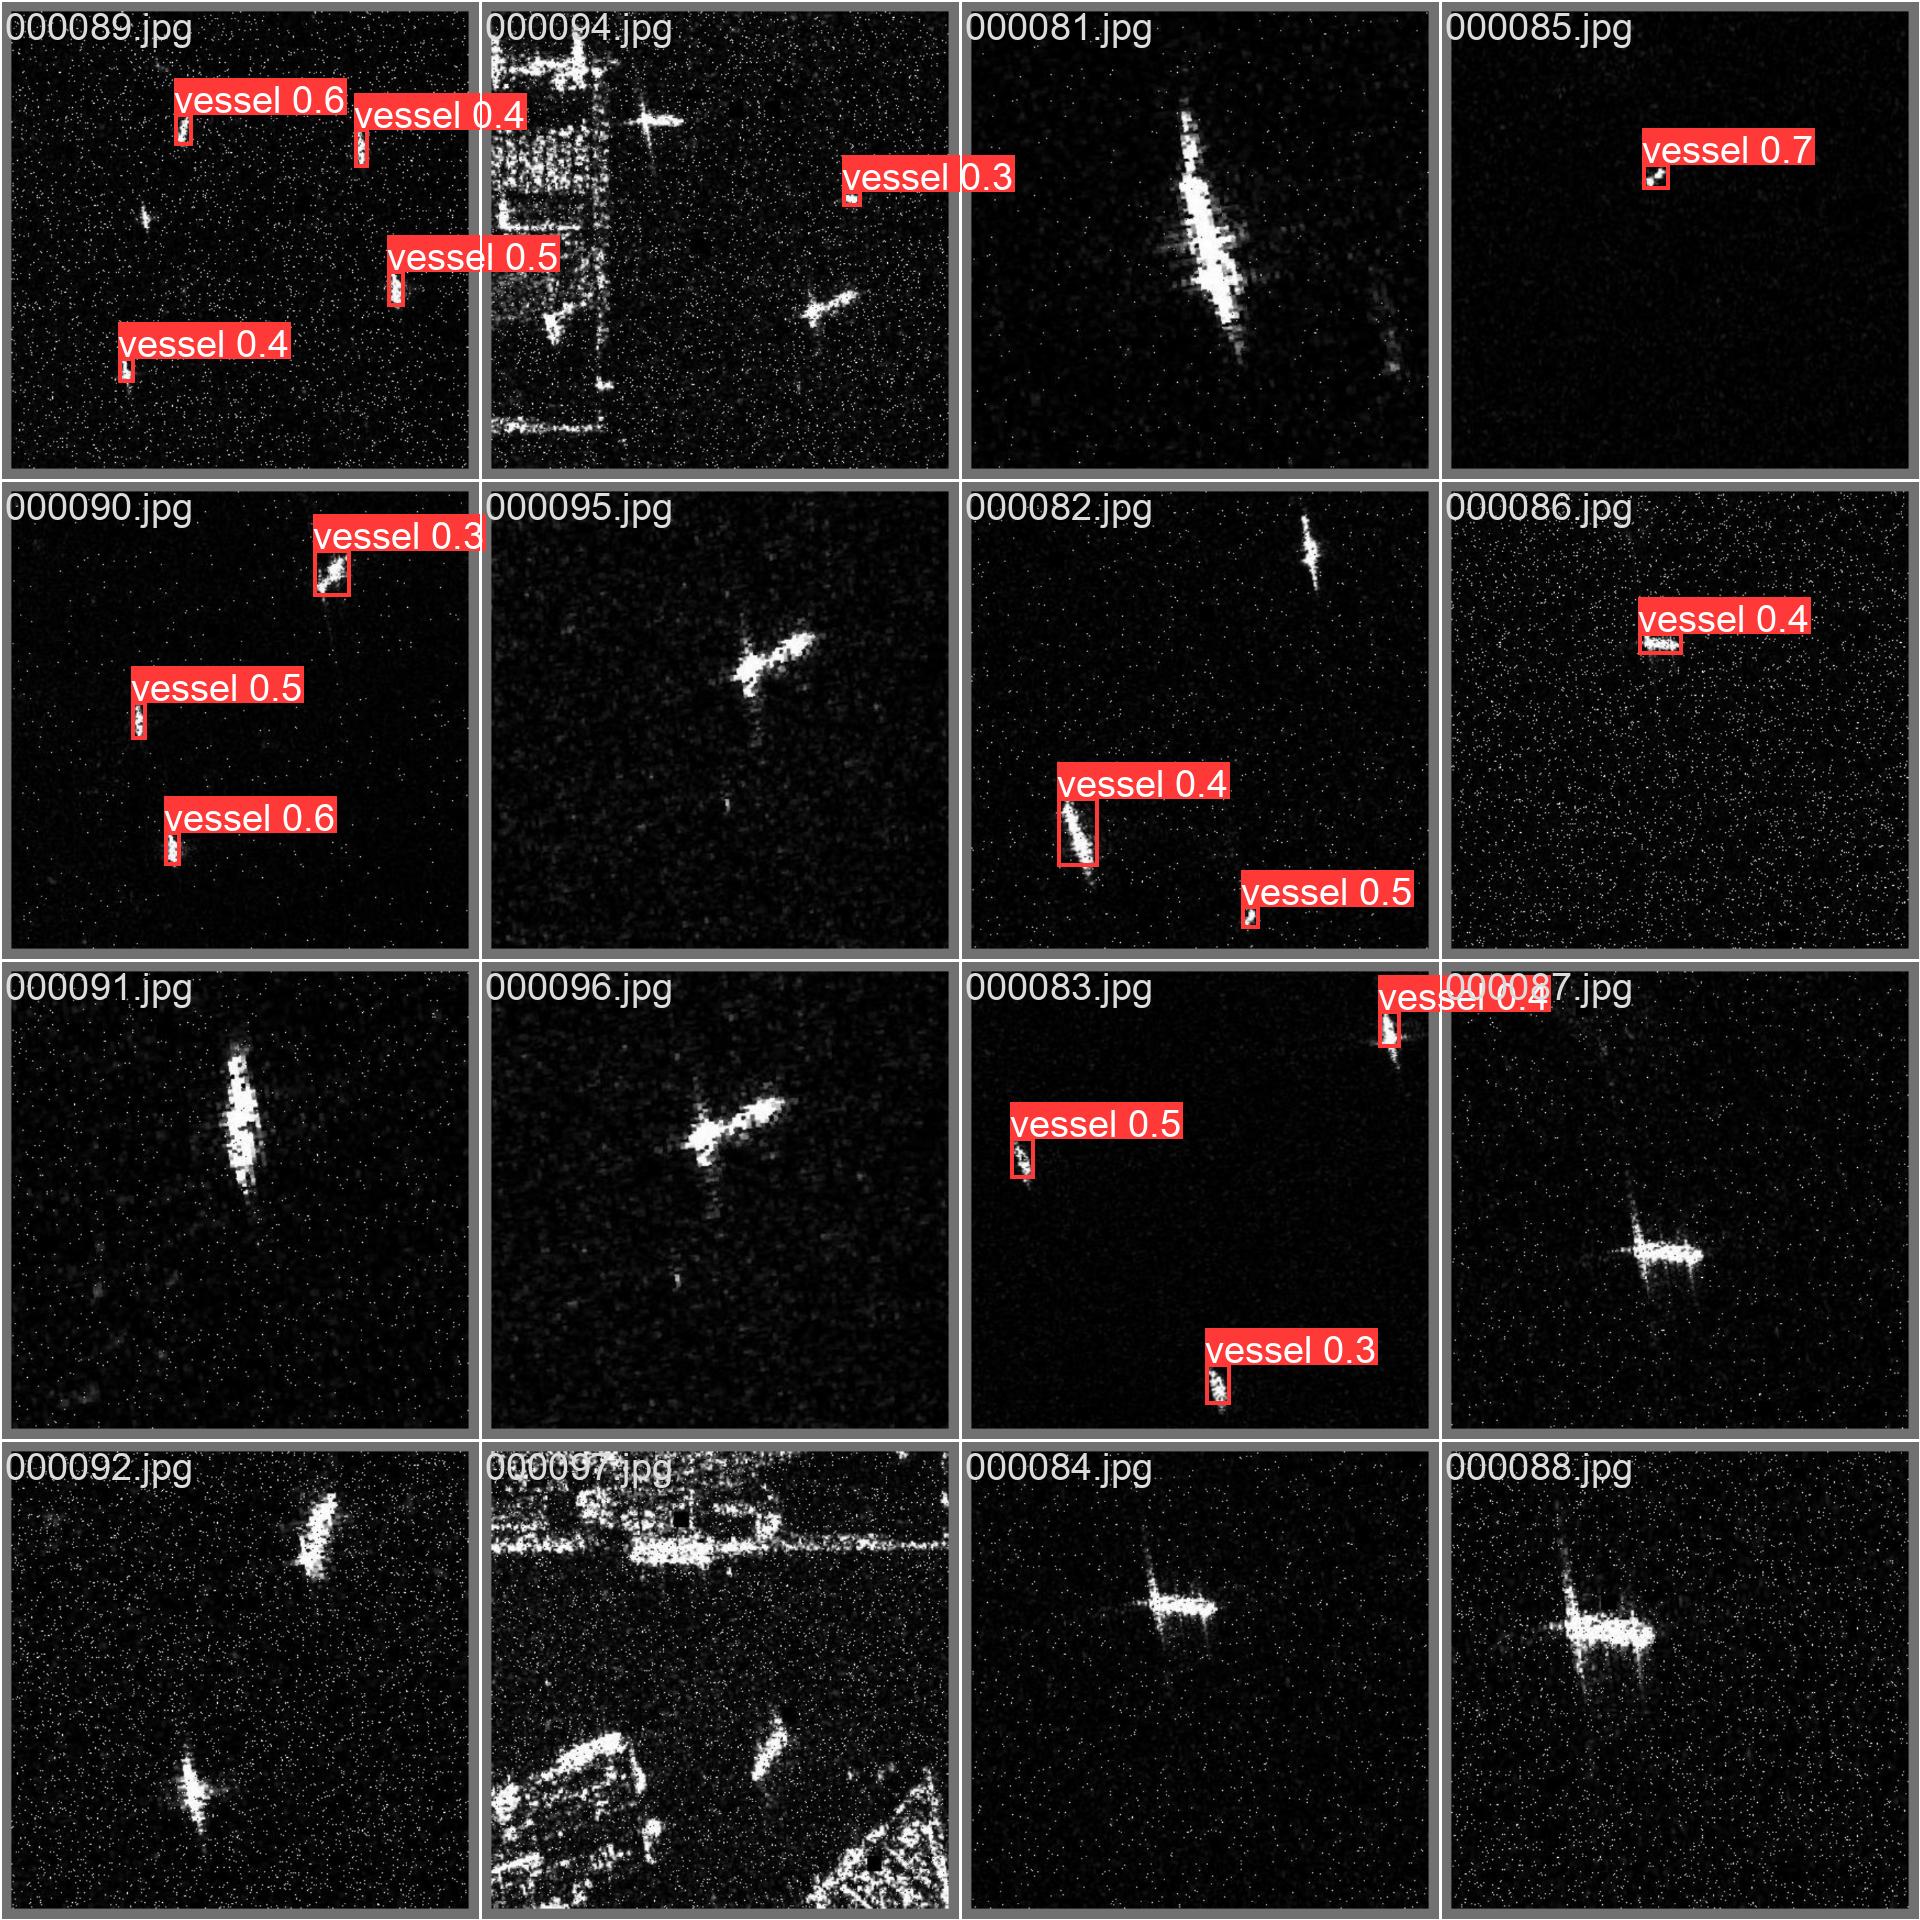 000089.jpg
vessel 0.6
vessel 0.4
vessel 0.5
vessel 0.4
000094.jpg
vessel 0.3
000081.jpg
000085.jpg
vessel 0.7
000090.jpg
vessel 0.3
vessel 0.5
vessel 0.6
000095.jpg
000082.jpg
vessel 0.4
vessel 0.5
000086.jpg
vessel 0.4
000091.jpg
000096.jpg
000083.jpg
vessel 0.4
vessel 0.5
vessel 0.3
000087.jpg
000092.jpg
000097.jpg
000084.jpg
000088.jpg